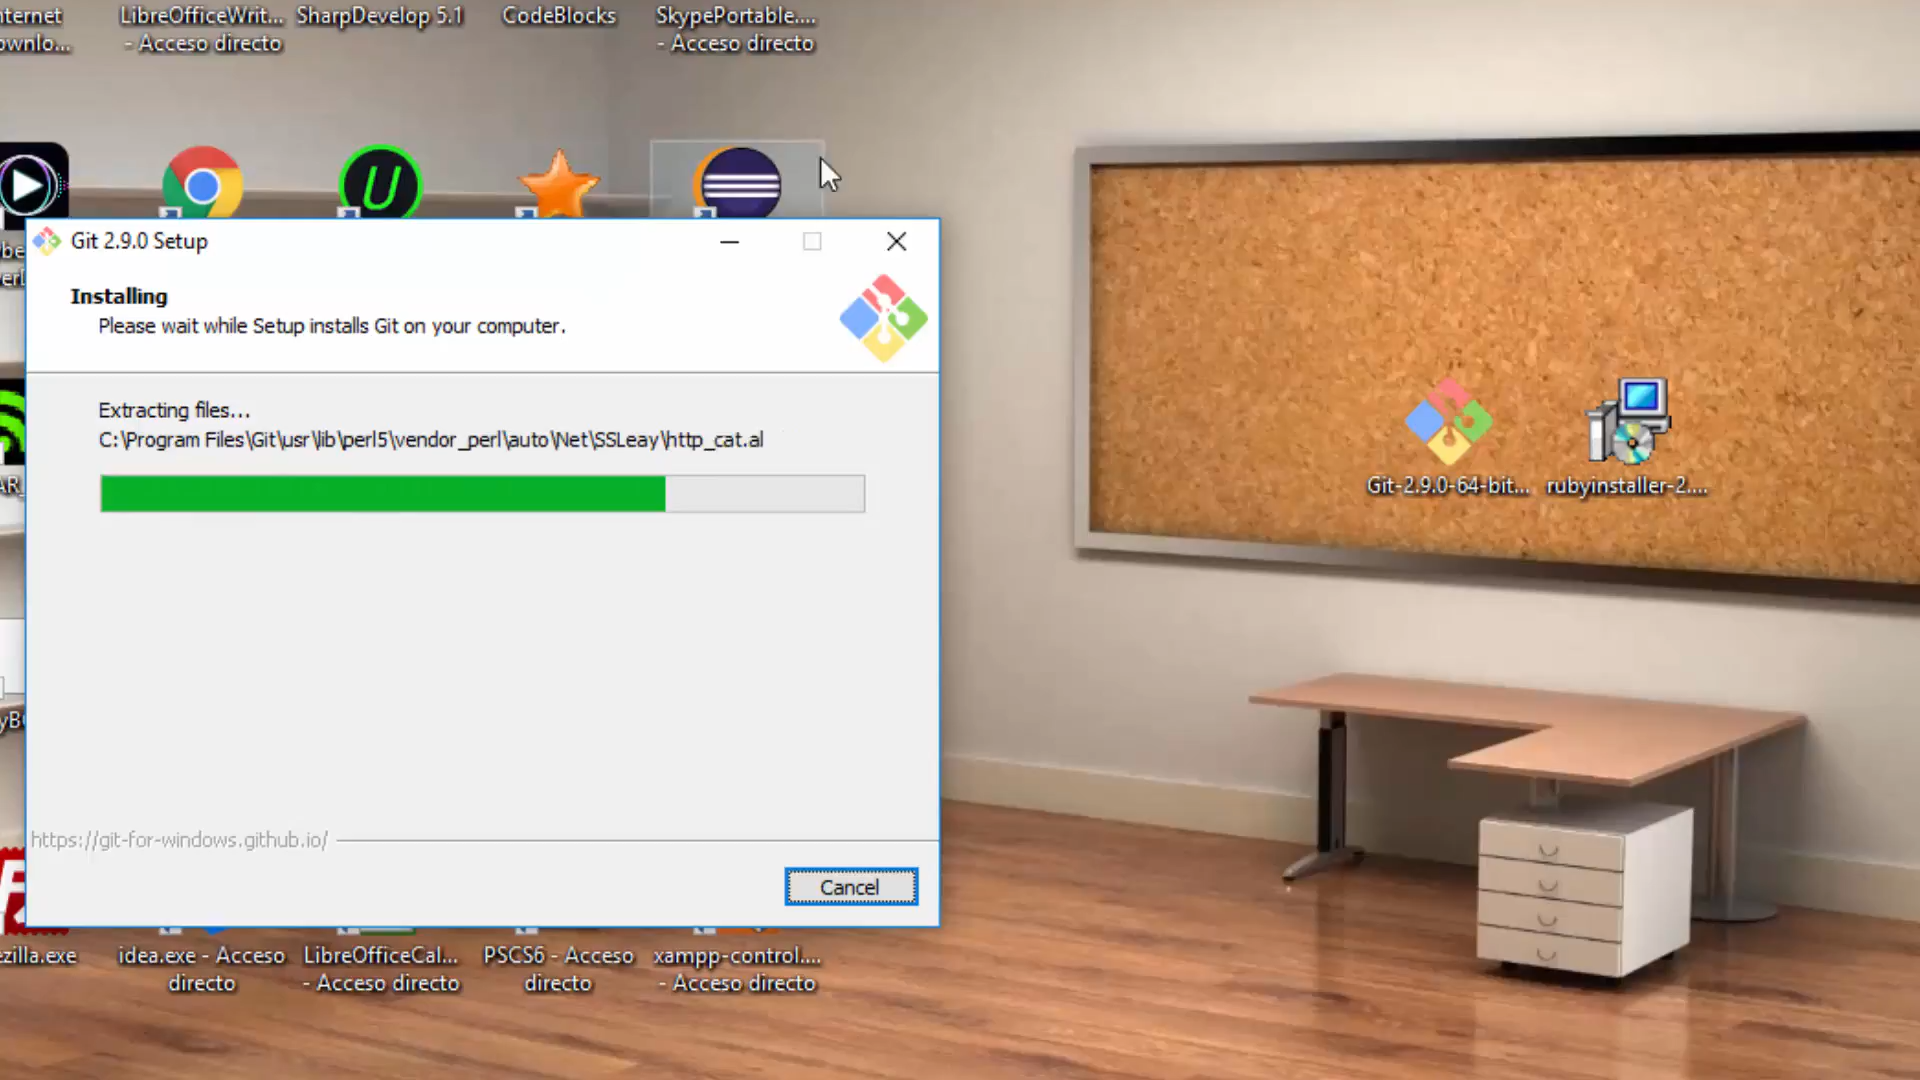 nternet
ownlo...
LibreOfficeWrit...
- Acceso directo
SharpDevelop 5.1
CodeBlocks
SkypePortable....
- Acceso directo
Git 2.9.0 Setup
Installing
Please wait while Setup installs Git on your computer.
Extracting files...
C:\Program Files\Git\usr\lib\perl5\vendor_perl\auto\Net\SSLeay\http_cat.al
https://git-for-windows.github.io/
Cancel
Git-2.9.0-64-bit...
rubyinstaller-2....
zilla.exe
idea.exe - Acceso
directo
LibreOfficeCal...
- Acceso directo
PSCS6 - Acceso
directo
xampp-control....
- Acceso directo